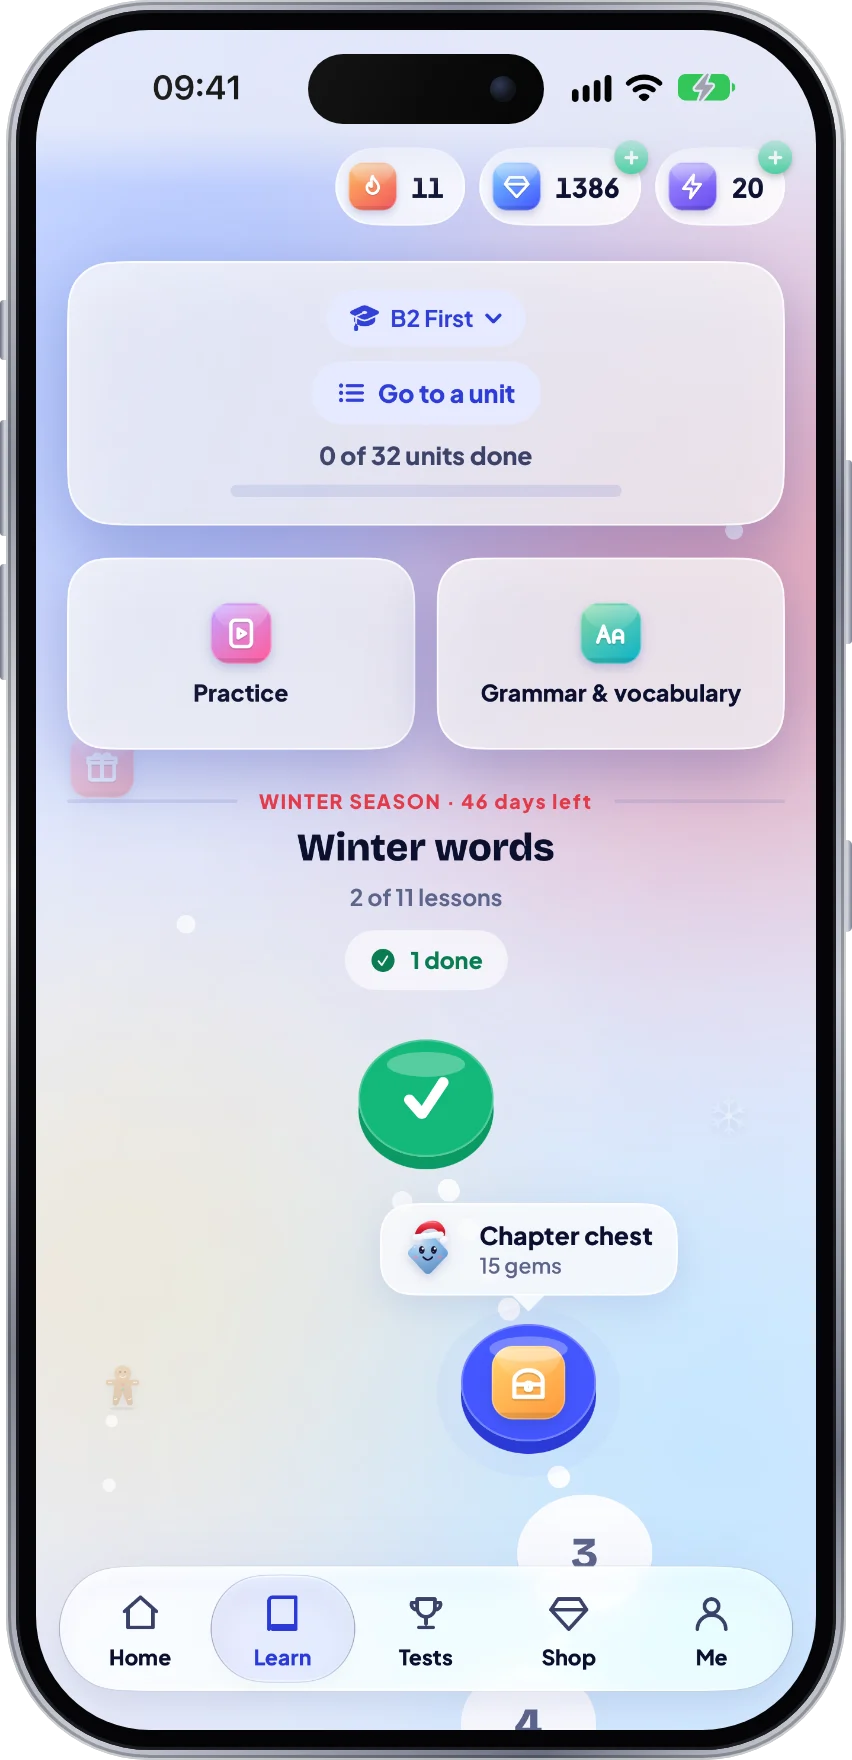 09:41
11
1386
20
B2 First
Go to a unit
0 of 32 units done
Practice
Aa
Grammar & vocabulary
WINTER SEASON · 46 days left
Winter words
2 of 11 lessons
1 done
Chapter chest
15 gems
3
Home
Learn
Tests
Shop
Me
4